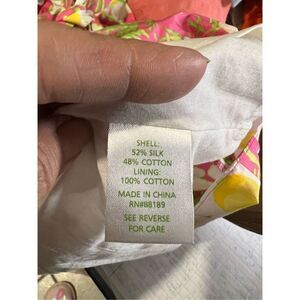 SHELL:
52% SILK
48% COTTON
LINING:
100% COTTON
MADE IN CHINA
RN#88189
SEE REVERSE
FOR CARE